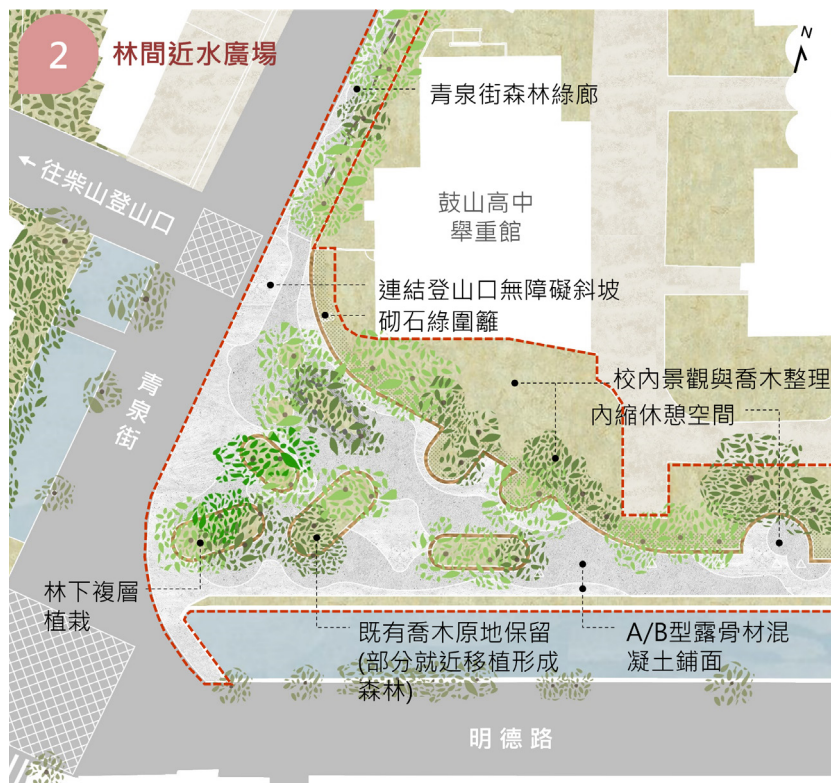 2 林間近水廣場
N
青泉街森林綠廊
←往柴山登山口
鼓山高中
舉重館
連結登山口無障礙斜坡
砌石綠圍籬
青泉街
校內景觀與喬木整理
內縮休憩空間
林下複層
植栽
既有喬木原地保留
(部分就近移植形成
森林)
A/B型露骨材混
凝土鋪面
明德路